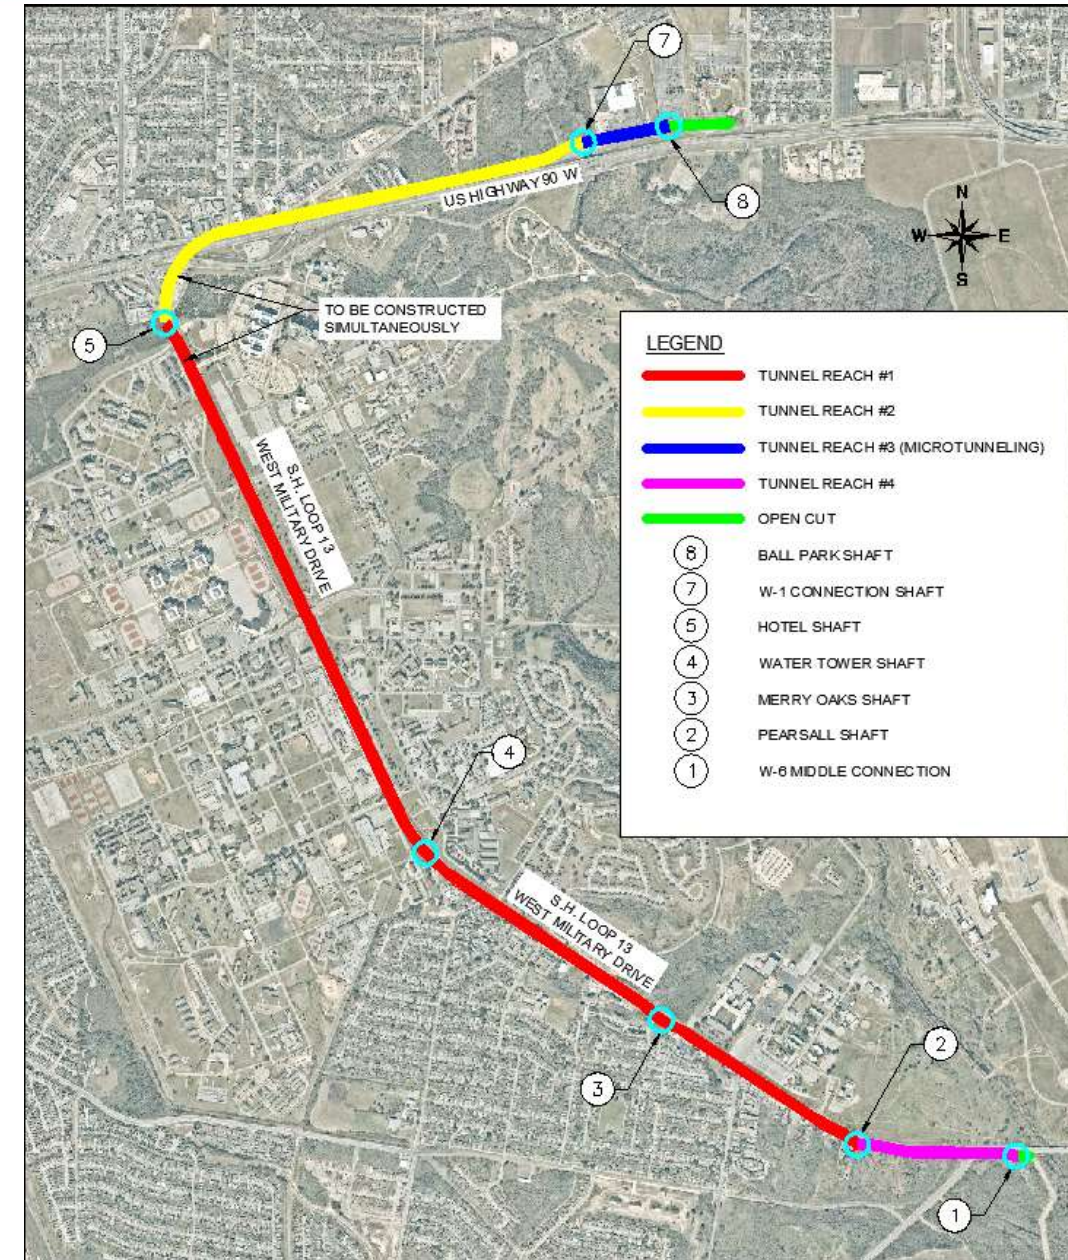 7
8
US HIGHWAY 90 W
N
W E
S
TO BE CONSTRUCTED
SIMULTANEOUSLY
5
LEGEND
TUNNEL REACH #1
TUNNEL REACH #2
TUNNEL REACH #3 (MICROTUNNELING)
TUNNEL REACH #4
OPEN CUT
8 BALL PARK SHAFT
7 W-1 CONNECTION SHAFT
5 HOTEL SHAFT
4 WATER TOWER SHAFT
3 MERRY OAKS SHAFT
2 PEARSALL SHAFT
1 W-6 MIDDLE CONNECTION
S.H. LOOP 13
WEST MILITARY DRIVE
4
S.H. LOOP 13
WEST MILITARY DRIVE
3
2
1